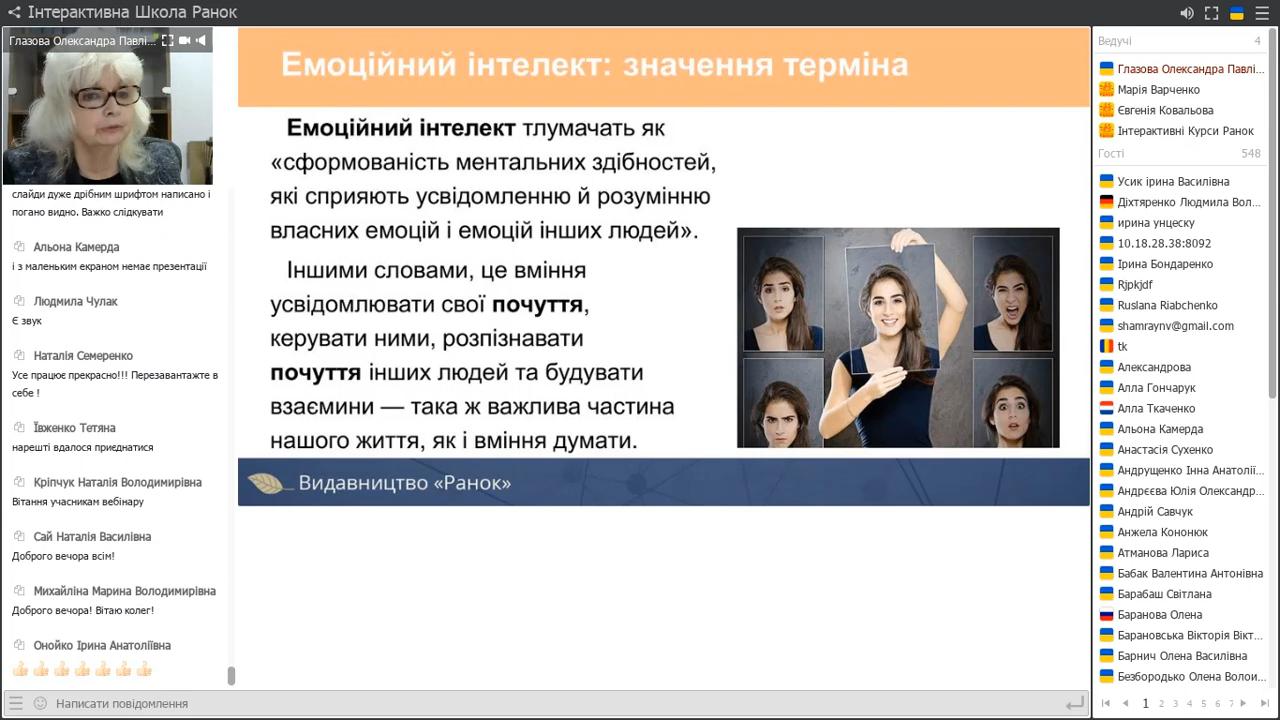 Інтерактивна Школа Ранок
Глазова Олександра Павлі...
слайди дуже дрібним шрифтом написано і
погано видно. Важко слідкувати
Альона Камерда
і з маленьким екраном немає презентації
Людмила Чулак
Є звук
Наталія Семеренко
Усе працює прекрасно!!! Перезавантажте в
себе !
Ївженко Тетяна
нарешті вдалося приєднатися
Кріпчук Наталія Володимирівна
Вітання учасникам вебінару
Сай Наталія Василівна
Доброго вечора всім!
Михайліна Марина Володимирівна
Доброго вечора! Вітаю колег!
Онойко Ірина Анатоліївна
Написати повідомлення
Емоційний інтелект: значення терміна
Емоційний інтелект тлумачать як
«сформованість ментальних здібностей,
які сприяють усвідомленню й розумінню
власних емоцій і емоцій інших людей».
Іншими словами, це вміння
усвідомлювати свої почуття,
керувати ними, розпізнавати
почуття інших людей та будувати
взаємини — така ж важлива частина
нашого життя, як і вміння думати.
Видавництво «Ранок»
Ведучі 4
Глазова Олександра Павлі...
Марія Варченко
Євгенія Ковальова
Інтерактивні Курси Ранок
Гості 548
Усик ірина Василівна
Діхтяренко Людмила Вол...
ирина унцеску
10.18.28.38:8092
Ірина Бондаренко
Rjpkjdf
Ruslana Riabchenko
shamraynv@gmail.com
tk
Александрова
Алла Гончарук
Алла Ткаченко
Альона Камерда
Анастасія Сухенко
Андрущенко Інна Анатолії...
Андрєєва Юлія Олександр...
Андрій Савчук
Анжела Кононюк
Атманова Лариса
Бабак Валентина Антонівна
Барабаш Світлана
Баранова Олена
Барановська Вікторія Вікт...
Барнич Олена Василівна
Безбородько Олена Волои...
1 2 3 4 5 6 7